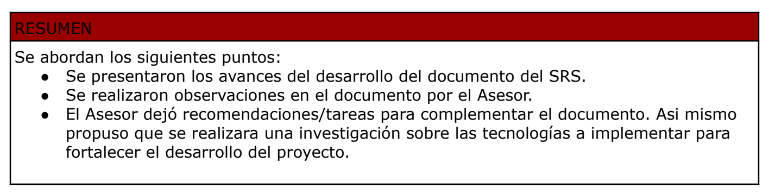 RESUMEN
Se abordan los siguientes puntos:
● Se presentaron los avances del desarrollo del documento del SRS.
● Se realizaron observaciones en el documento por el Asesor.
● El Asesor dejó recomendaciones/tareas para complementar el documento. Asi mismo
propuso que se realizara una investigación sobre las tecnologías a implementar para
fortalecer el desarrollo del proyecto.